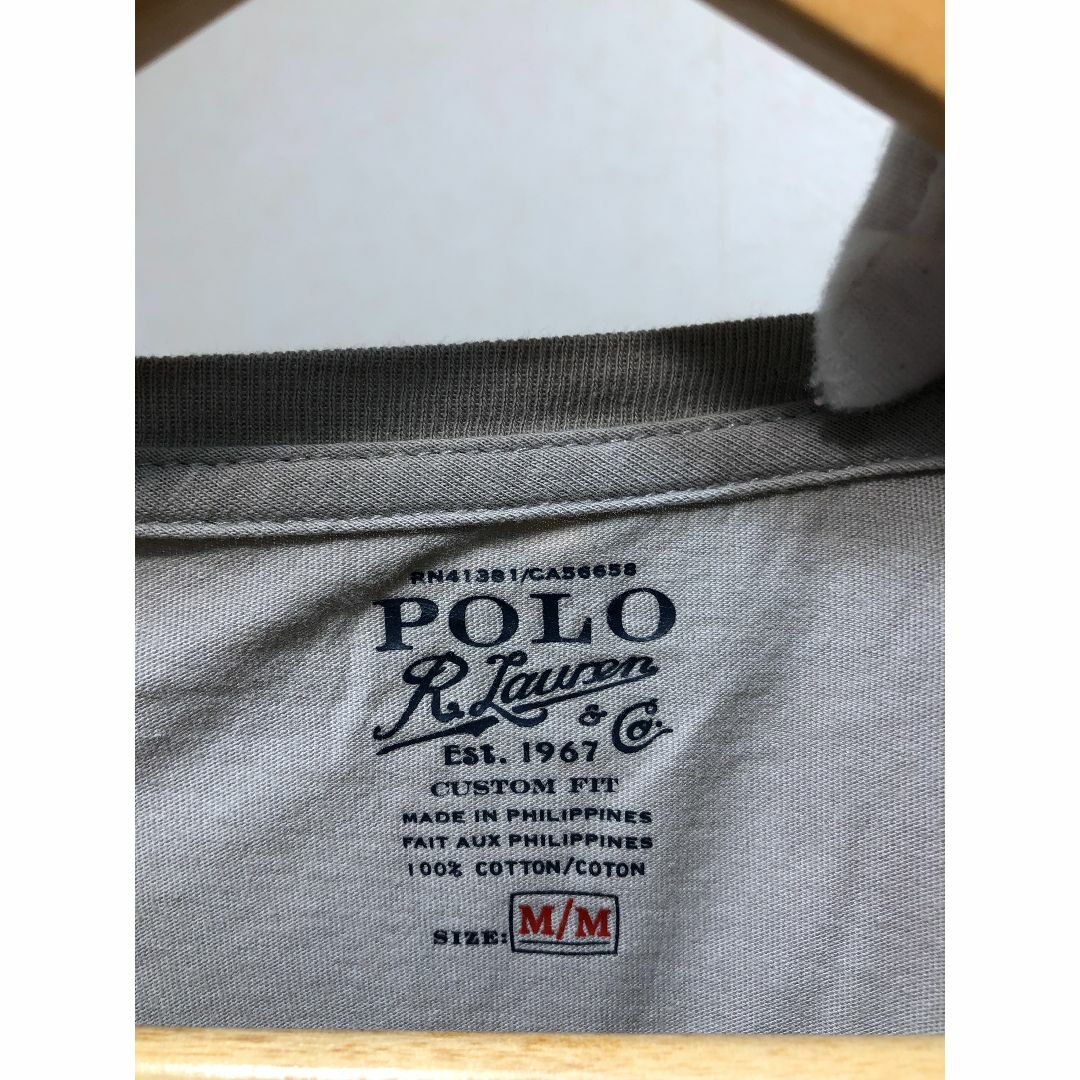 RN41381/CA56658
POLO
R. Lauren
& Co.
Est. 1967
CUSTOM FIT
MADE IN PHILIPPINES
FAIT AUX PHILIPPINES
100% COTTON/COTON
SIZE: M/M